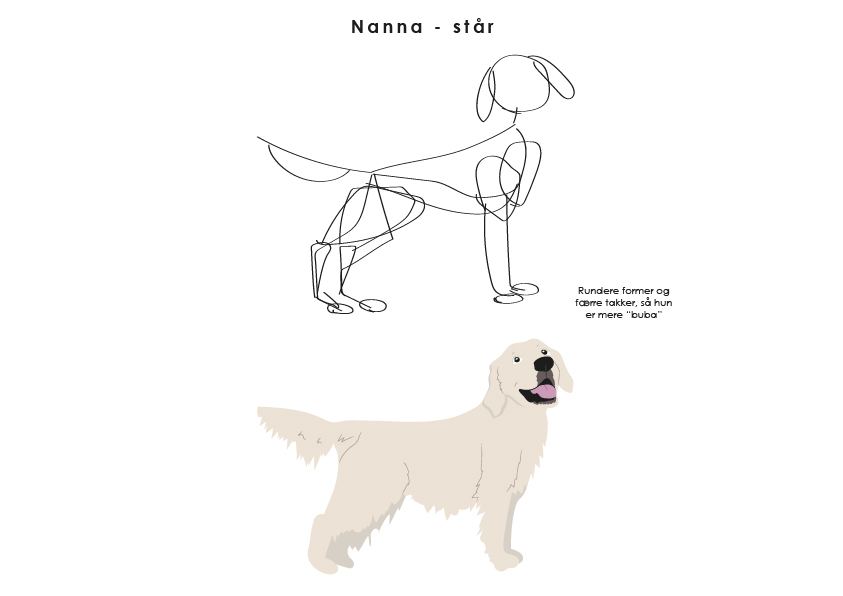 Nanna - står
Rundere former og
færre takker, så hun
er mere "buba"